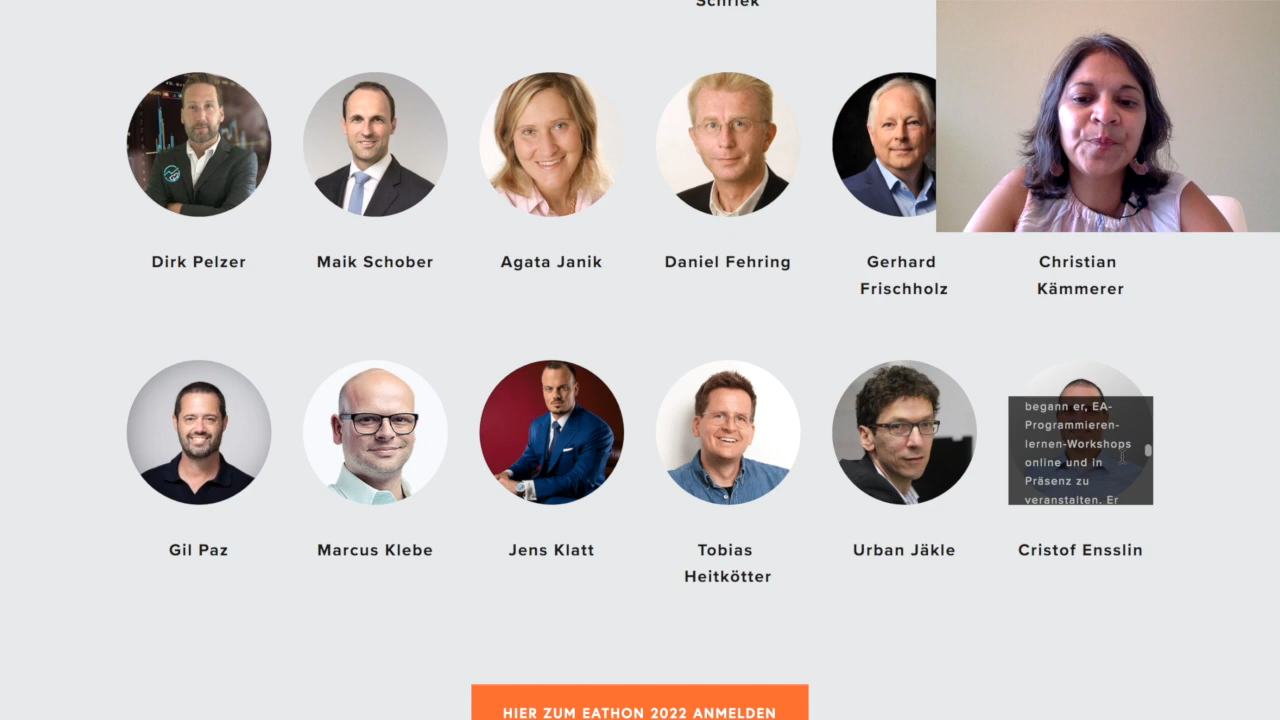 Schriek
Dirk Pelzer
Maik Schober
Agata Janik
Daniel Fehring
Gerhard
Frischholz
Christian
Kämmerer
begann er, EA-
Programmieren-
lernen-Workshops
online und in
Präsenz zu
veranstalten. Er
Gil Paz
Marcus Klebe
Jens Klatt
Tobias
Heitkötter
Urban Jäkle
Cristof Ensslin
HIER ZUM EATHON 2022 ANMELDEN